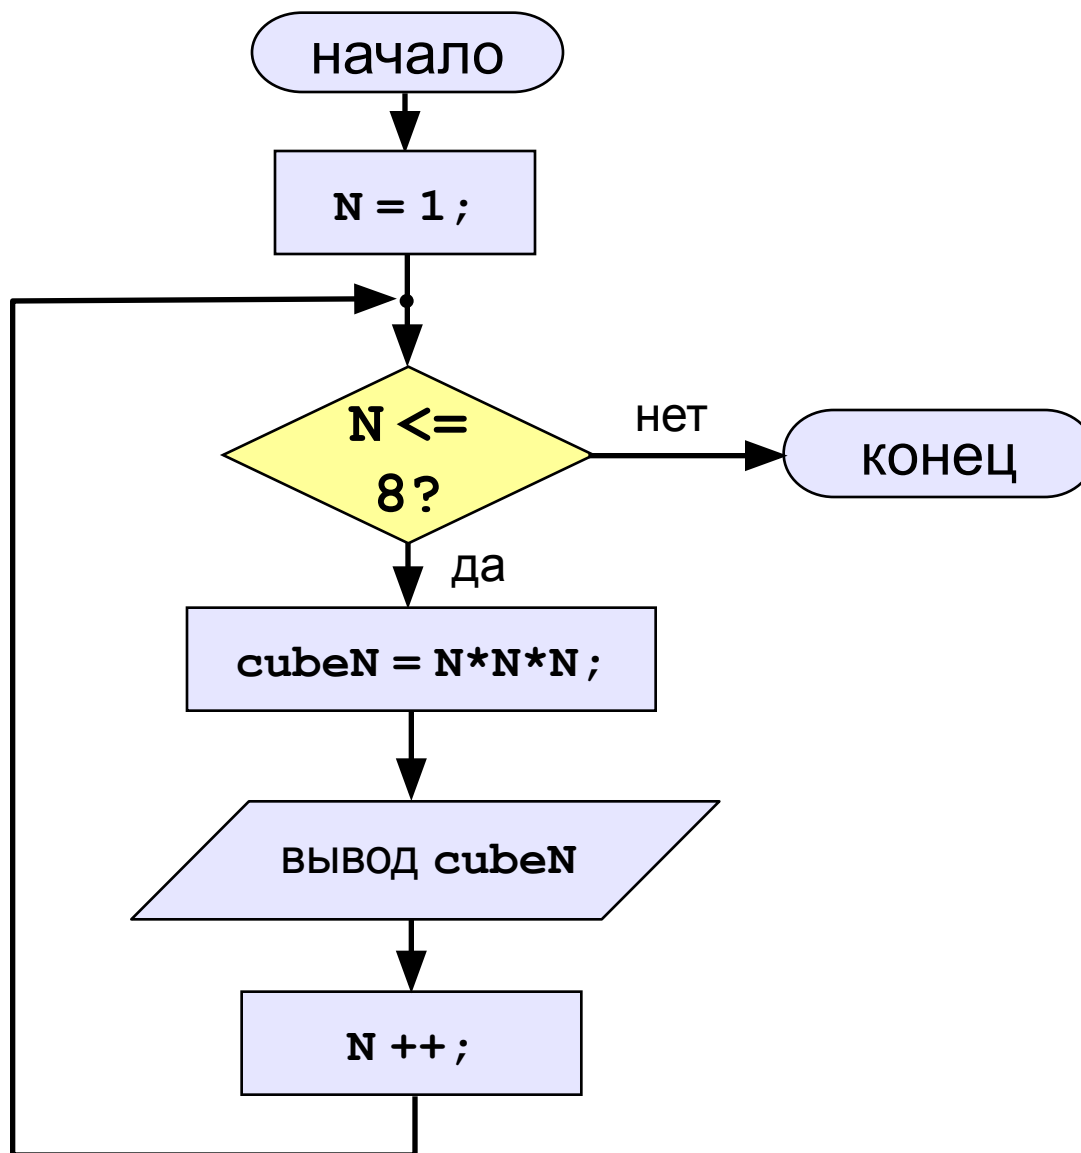 начало
N = 1;
N <=
8?
нет
конец
да
cubeN = N*N*N;
вывод cubeN
N ++;